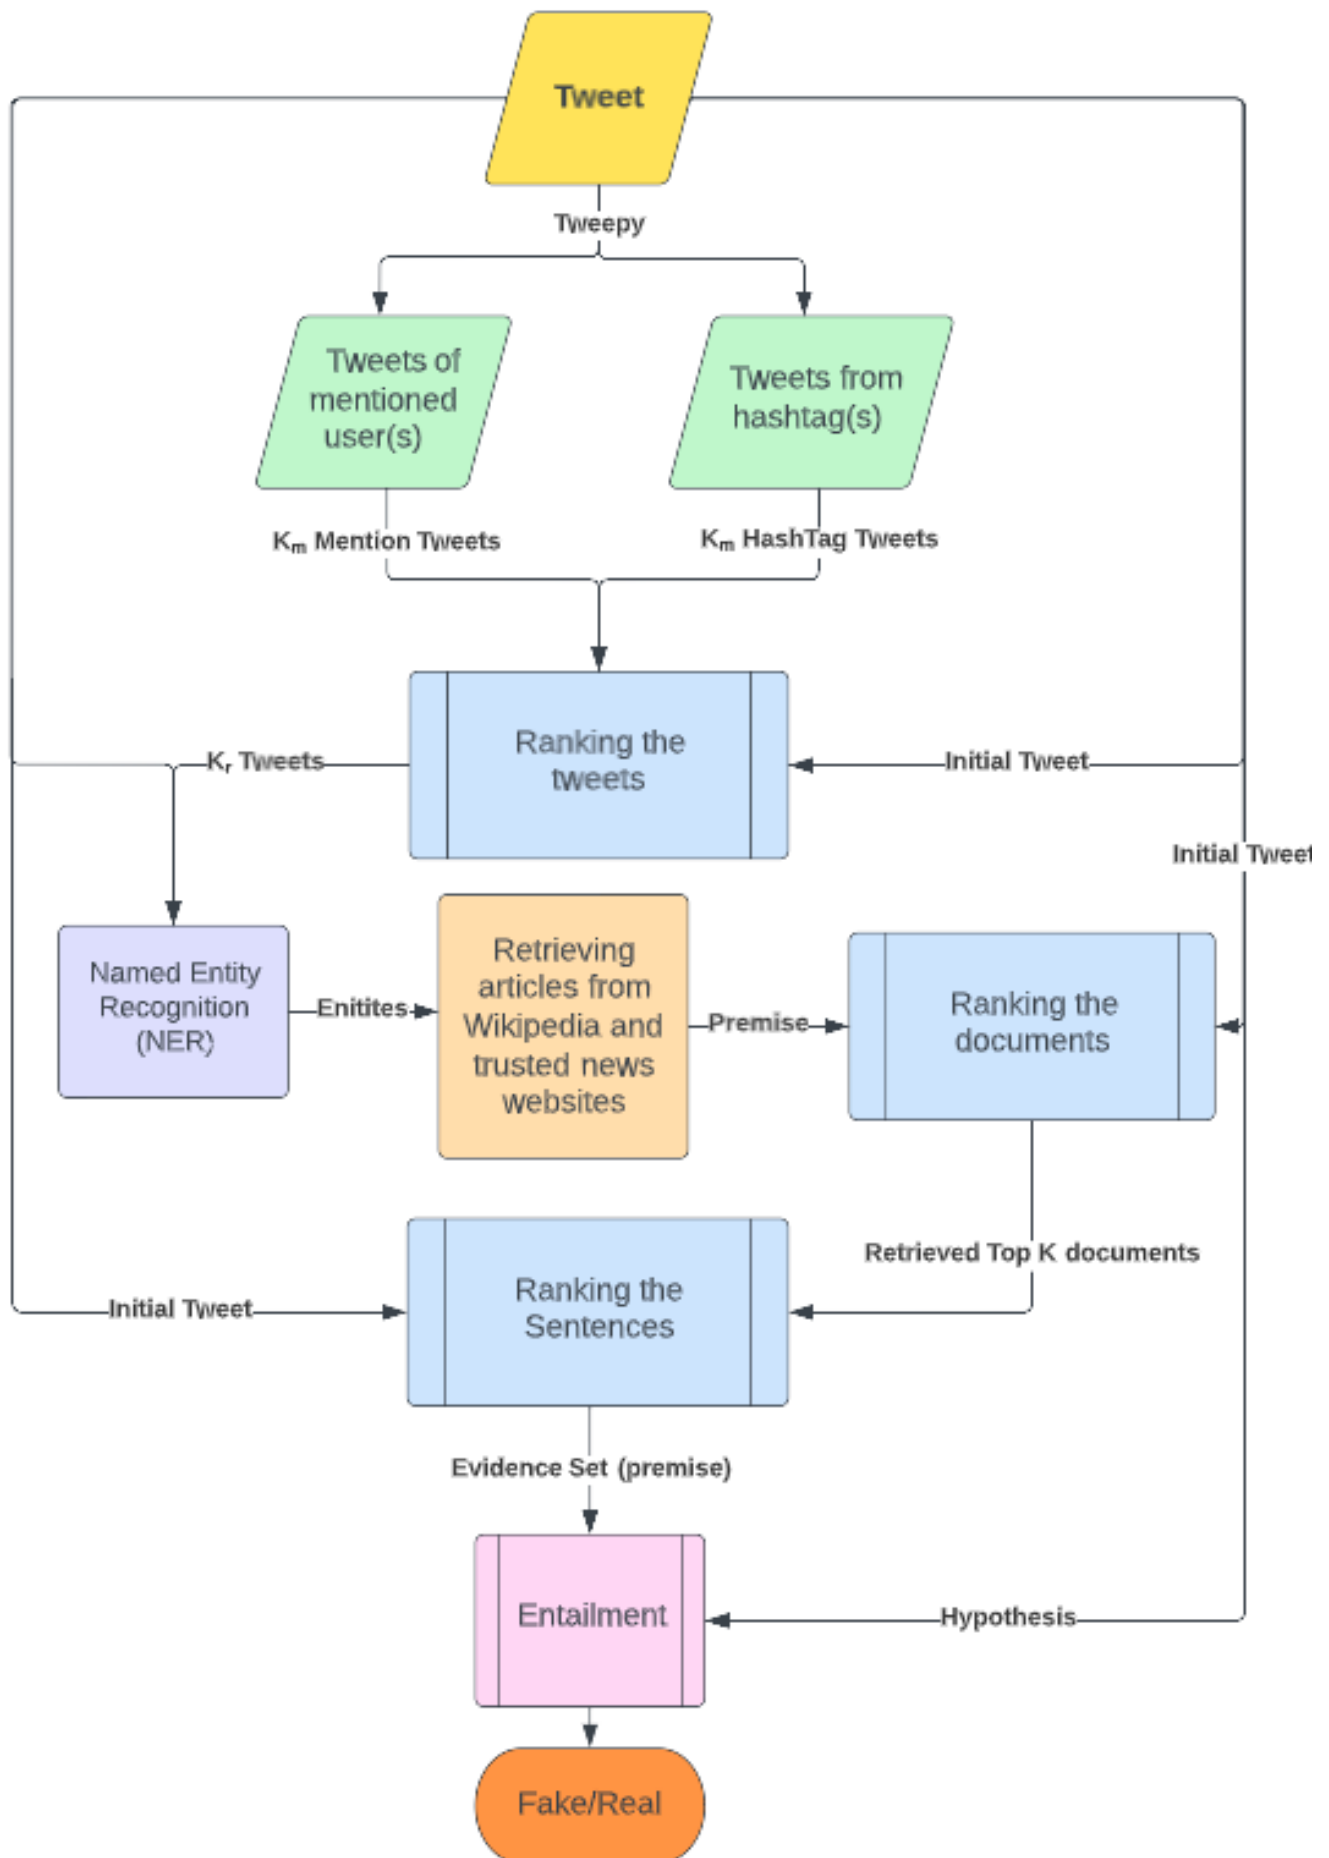 Tweet
Tweepy
Tweets of
mentioned
user(s)
Tweets from
hashtag(s)
Km Mention Tweets
Km HashTag Tweets
Ranking the
tweets
Kr Tweets
Initial Tweet
Initial Tweet
Named Entity
Recognition
(NER)
Enitites
Retrieving
articles from
Wikipedia and
trusted news
websites
Premise
Ranking the
documents
Retrieved Top K documents
Initial Tweet
Ranking the
Sentences
Evidence Set (premise)
Entailment
Hypothesis
Fake/Real